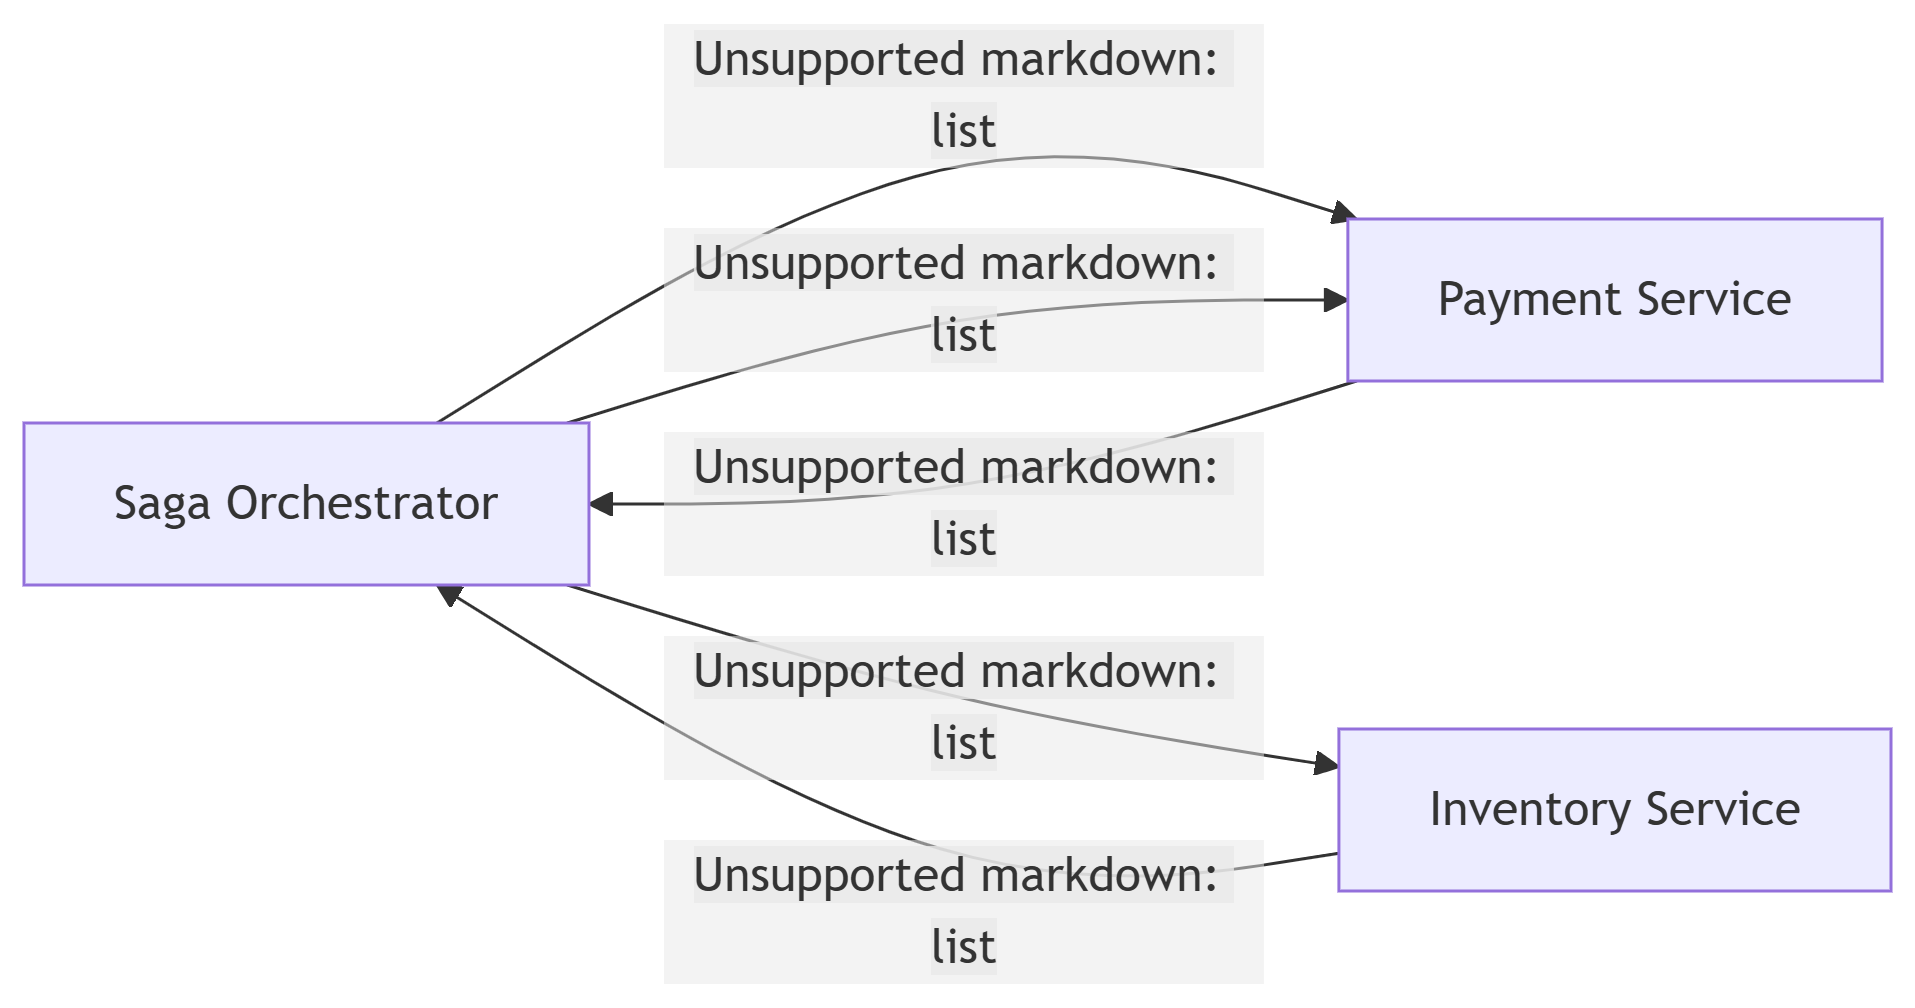 Unsupported markdown:
list
Unsupported markdown:
list
Payment Service
Unsupported markdown:
list
Saga Orchestrator
Unsupported markdown:
list
Inventory Service
Unsupported markdown:
list